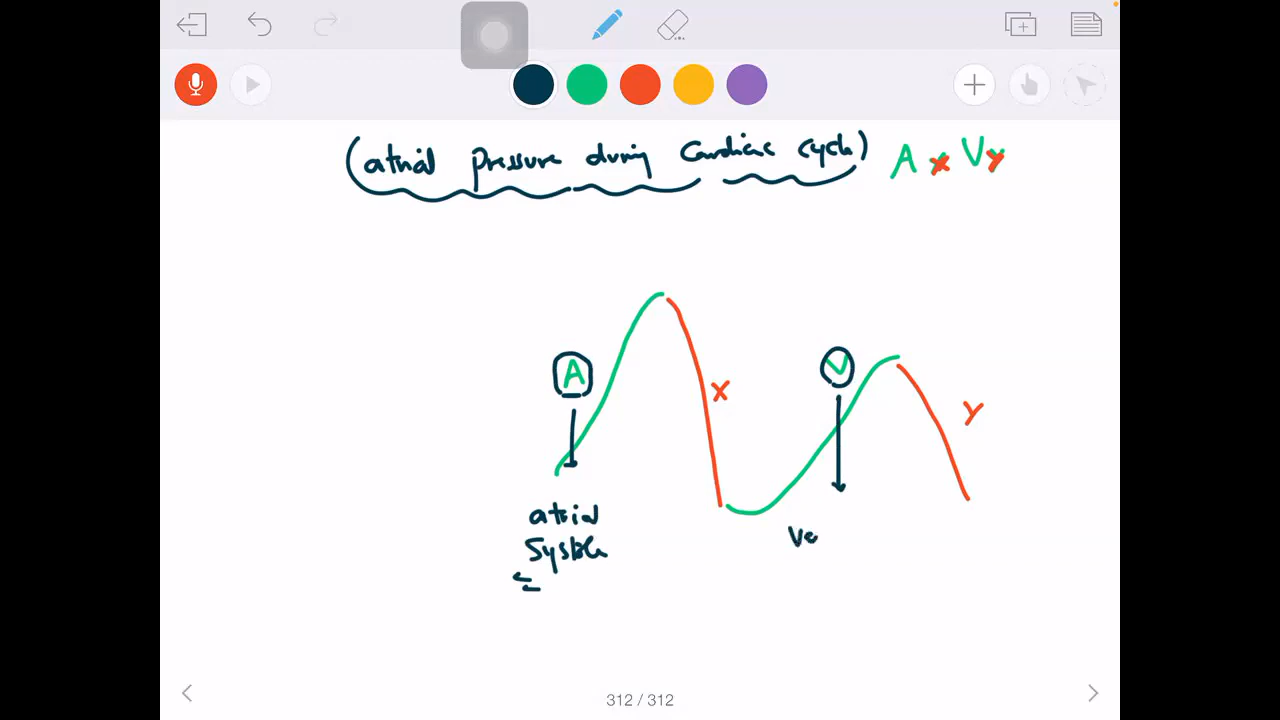 (atrial pressure during Cardiac cycle) A x V y
A
X
V
Y
atrial
Systole
Ve
312 / 312